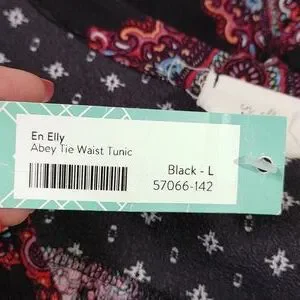 En Elly
Abey Tie Waist Tunic
Black - L
57066-142